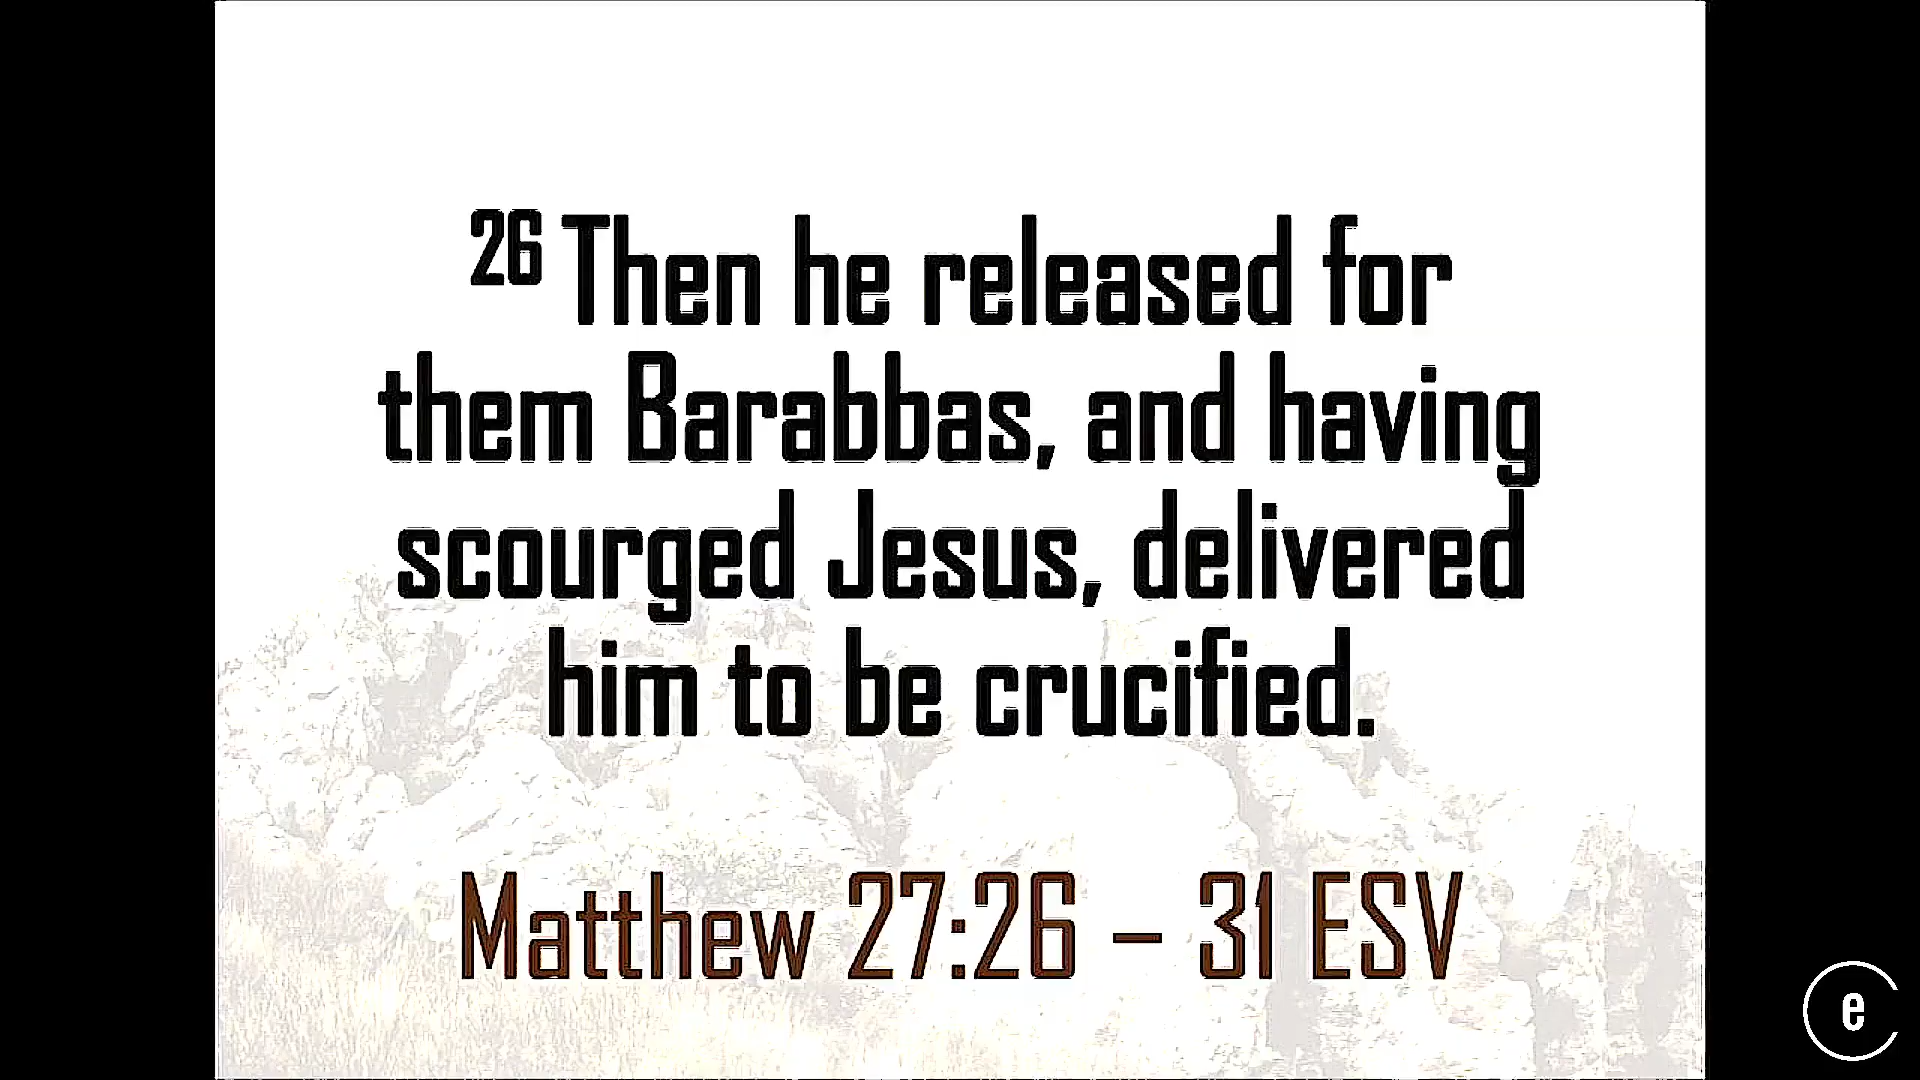 26 Then he released for
them Barabbas, and having
scourged Jesus, delivered
him to be crucified.
Matthew 27:26 – 31 ESV
e